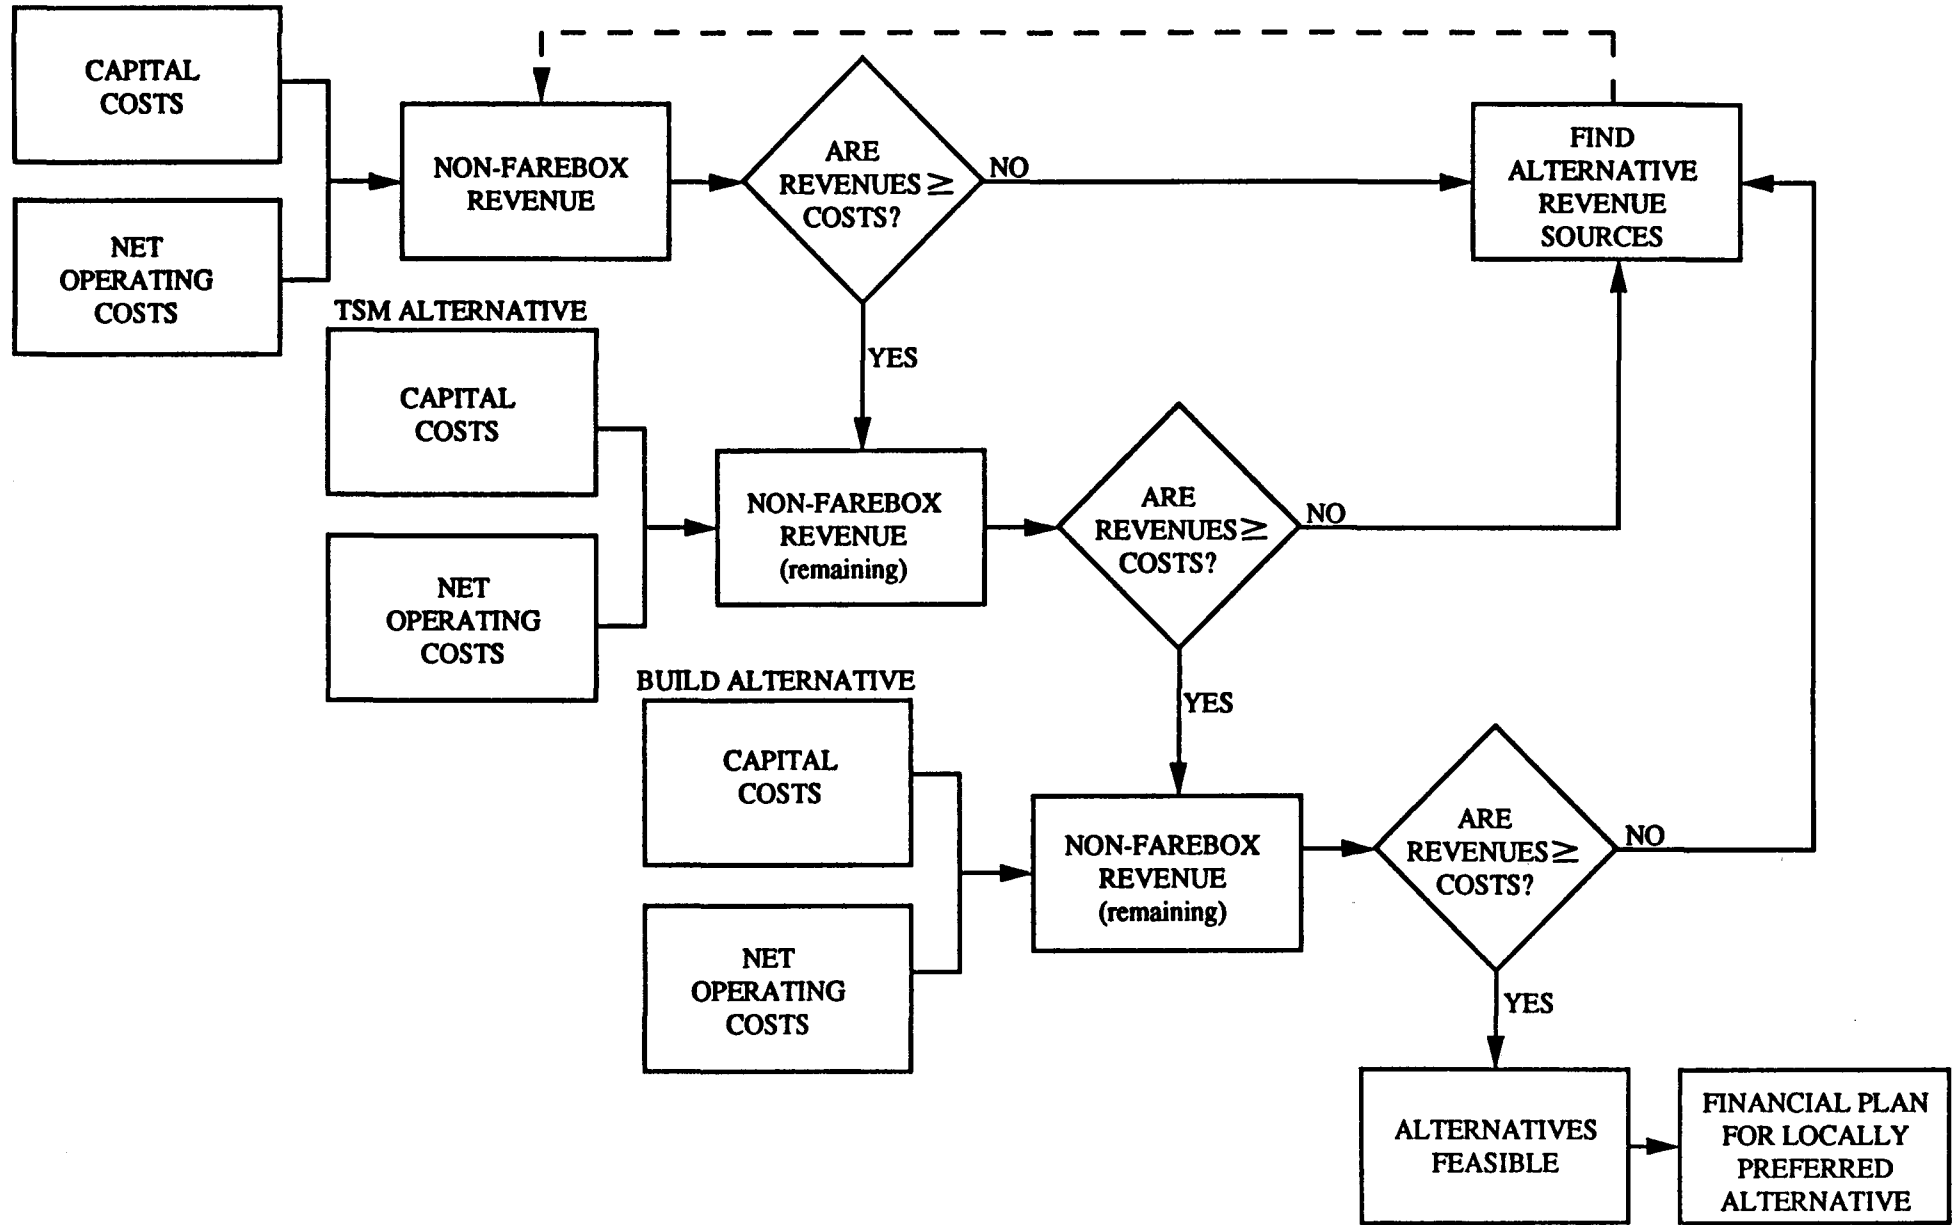 CAPITAL
COSTS
NET
OPERATING
COSTS
NON-FAREBOX
REVENUE
ARE
REVENUES ≥
COSTS?
NO
YES
FIND
ALTERNATIVE
REVENUE
SOURCES
TSM ALTERNATIVE
CAPITAL
COSTS
NET
OPERATING
COSTS
NON-FAREBOX
REVENUE
(remaining)
ARE
REVENUES ≥
COSTS?
NO
YES
BUILD ALTERNATIVE
CAPITAL
COSTS
NET
OPERATING
COSTS
NON-FAREBOX
REVENUE
(remaining)
ARE
REVENUES ≥
COSTS?
NO
YES
ALTERNATIVES
FEASIBLE
FINANCIAL PLAN
FOR LOCALLY
PREFERRED
ALTERNATIVE